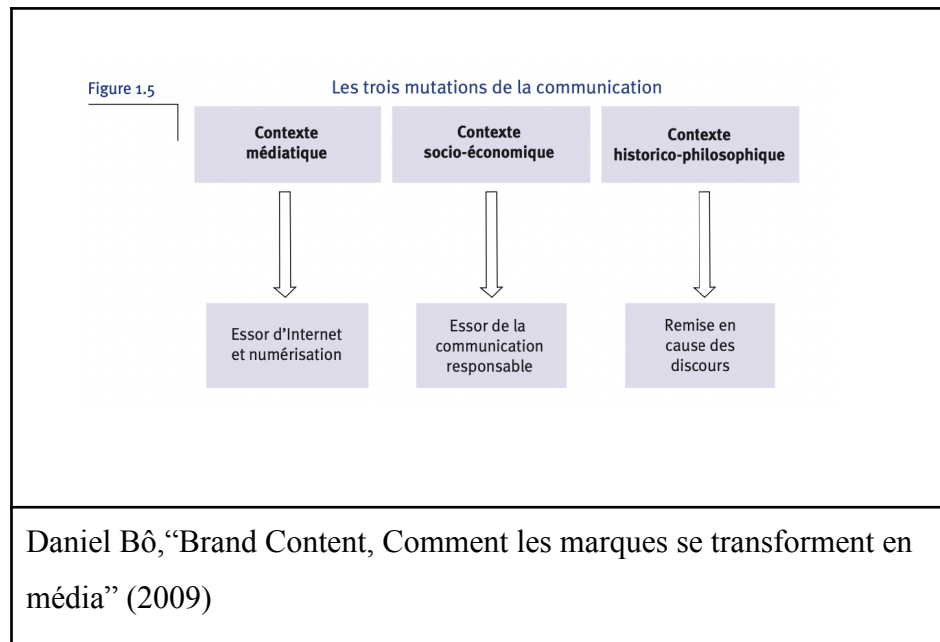 Figure 1.5
Les trois mutations de la communication
Contexte
médiatique
Contexte
socio-économique
Contexte
historico-philosophique
Essor d'Internet
et numérisation
Essor de la
communication
responsable
Remise en
cause des
discours
Daniel Bô,“Brand Content, Comment les marques se transforment en
média” (2009)